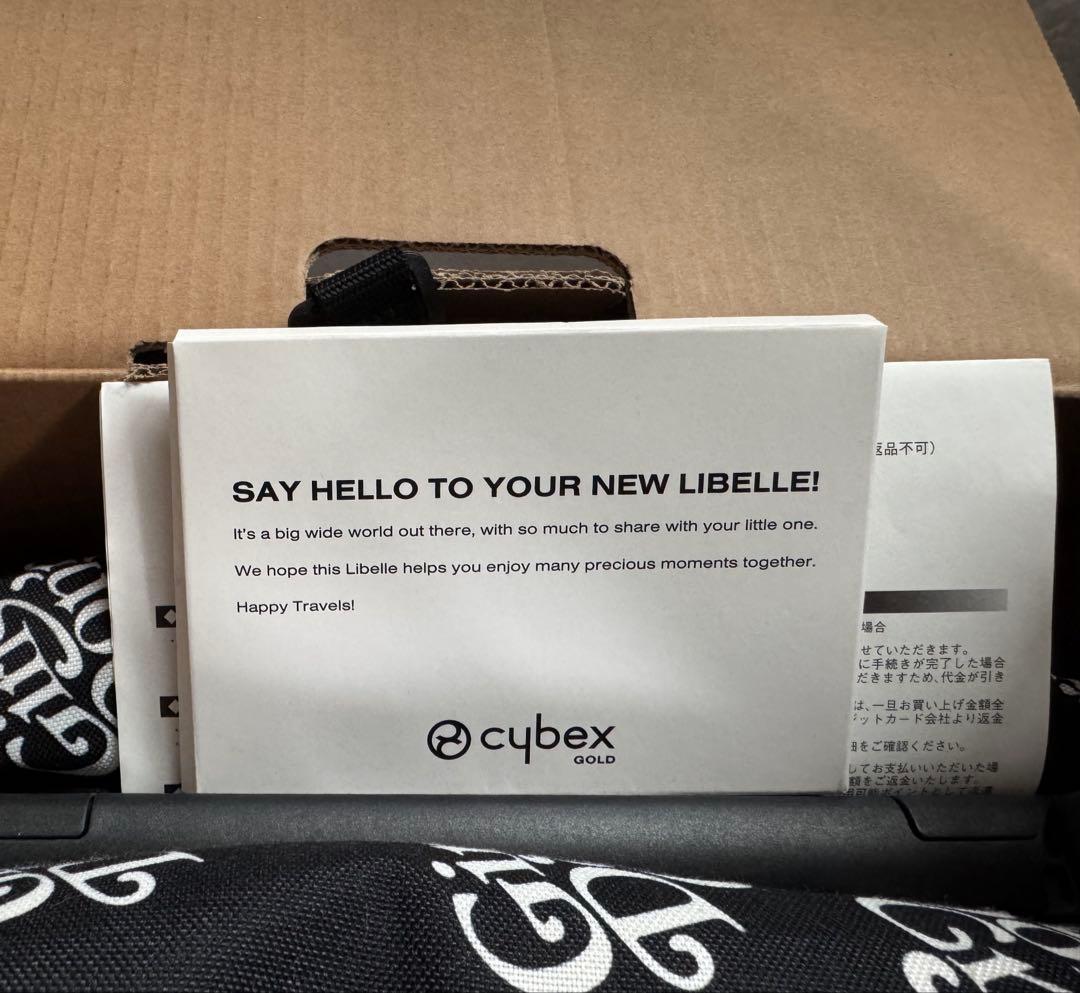 SAY HELLO TO YOUR NEW LIBELLE!
It's a big wide world out there, with so much to share with your little one.
We hope this Libelle helps you enjoy many precious moments together.
Happy Travels!
cybex
GOLD
返品不可)
場合
せていただきます。
に手続きが完了した場合
だきますため、代金が引き
は、一旦お買い上げ金額全
ジットカード会社より返金
をご確認ください。
してお支払いいただいた場
額をご返金いたします。